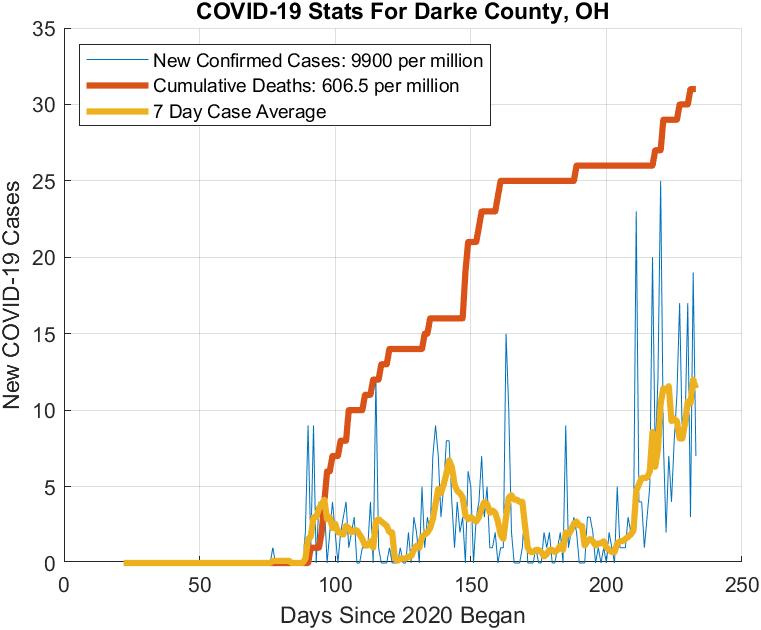 COVID-19 Stats For Darke County, OH
35
New Confirmed Cases: 9900 per million
Cumulative Deaths: 606.5 per million
7 Day Case Average
30
25
20
15
10
5
0
New COVID-19 Cases
0 50 100 150 200 250
Days Since 2020 Began